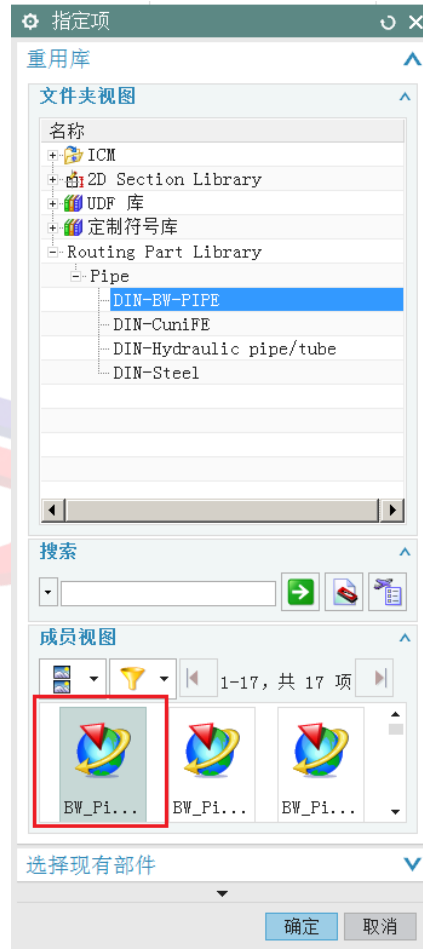 指定项
重用库
文件夹视图
名称
ICM
2D Section Library
UDF 库
定制符号库
Routing Part Library
Pipe
DIN-BW-PIPE
DIN-CuniFE
DIN-Hydraulic pipe/tube
DIN-Steel
搜索
成员视图
1-17, 共 17 项
BW_Pi... BW_Pi... BW_Pi...
选择现有部件
确定 取消